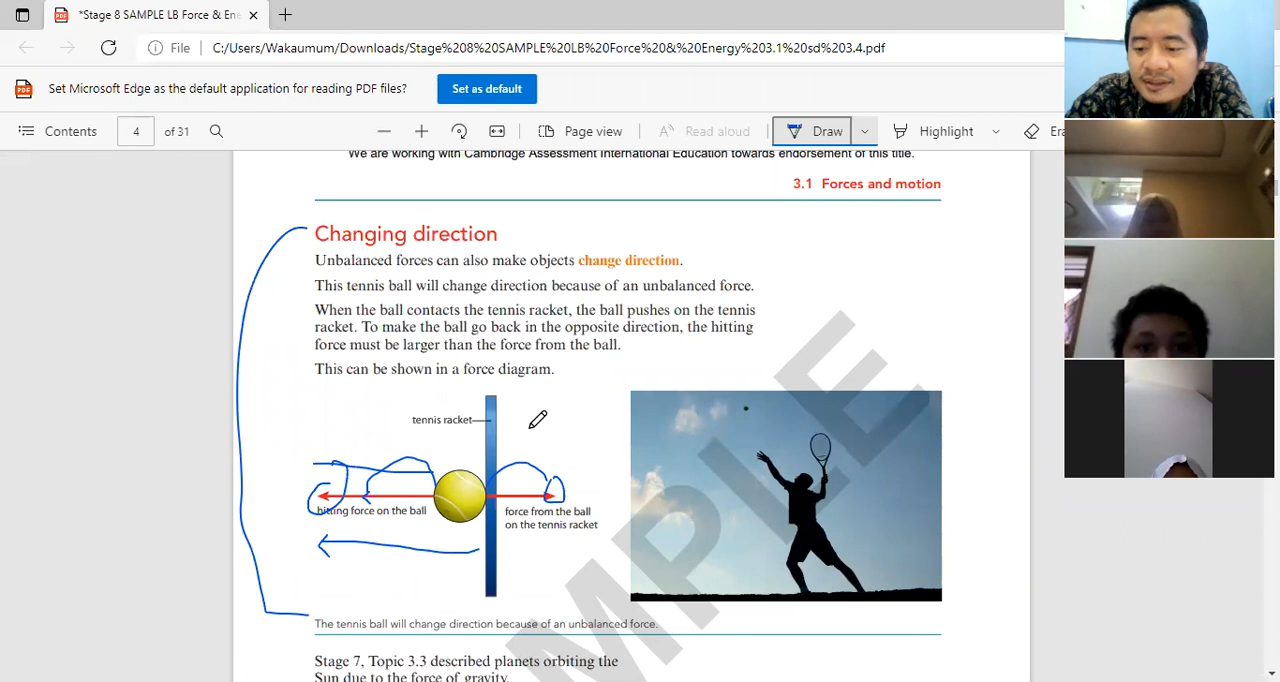 *Stage 8 SAMPLE LB Force & Ene
File
C:/Users/Wakaumum/Downloads/Stage%208%20SAMPLE%20LB%20Force%20&%20Energy%203.1%20sd%203.4.pdf
Set Microsoft Edge as the default application for reading PDF files?
Set as default
Contents
4
of 31
Page view
Read aloud
Draw
Highlight
Era
We are working with Cambridge Assessment International Education towards endorsement of this title.
3.1 Forces and motion
Changing direction
Unbalanced forces can also make objects change direction.
This tennis ball will change direction because of an unbalanced force.
When the ball contacts the tennis racket, the ball pushes on the tennis
racket. To make the ball go back in the opposite direction, the hitting
force must be larger than the force from the ball.
This can be shown in a force diagram.
tennis racket
hitting force on the ball
force from the ball
on the tennis racket
The tennis ball will change direction because of an unbalanced force.
Stage 7, Topic 3.3 described planets orbiting the
Sun due to the force of gravity.
MPLE